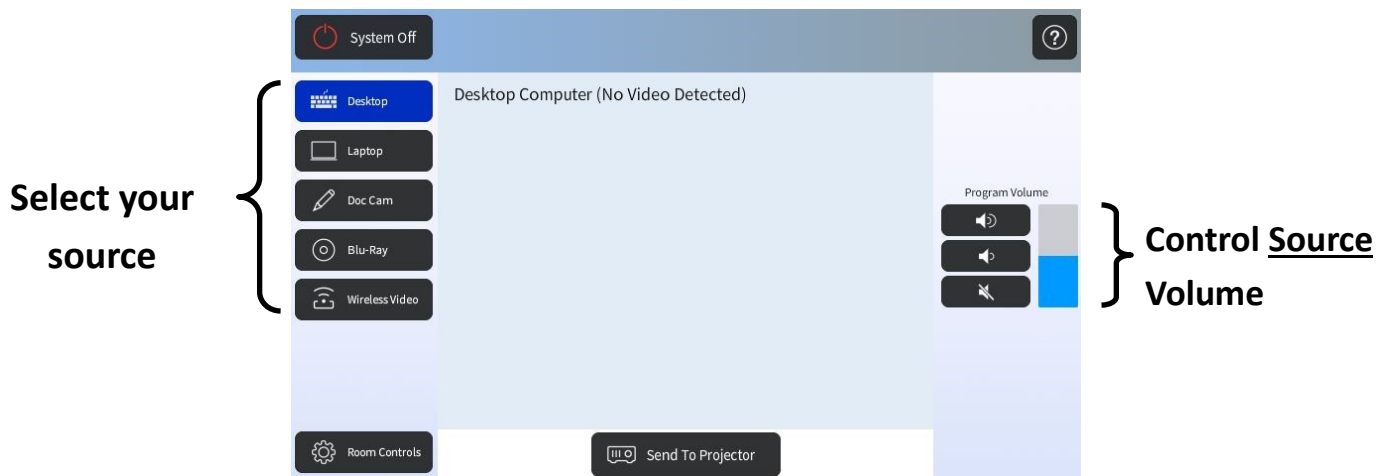 System Off
?
Desktop
Desktop Computer (No Video Detected)
Laptop
Doc Cam
Blu-Ray
Wireless Video
Room Controls
Send To Projector
Program Volume
Select your
source
Control Source
Volume